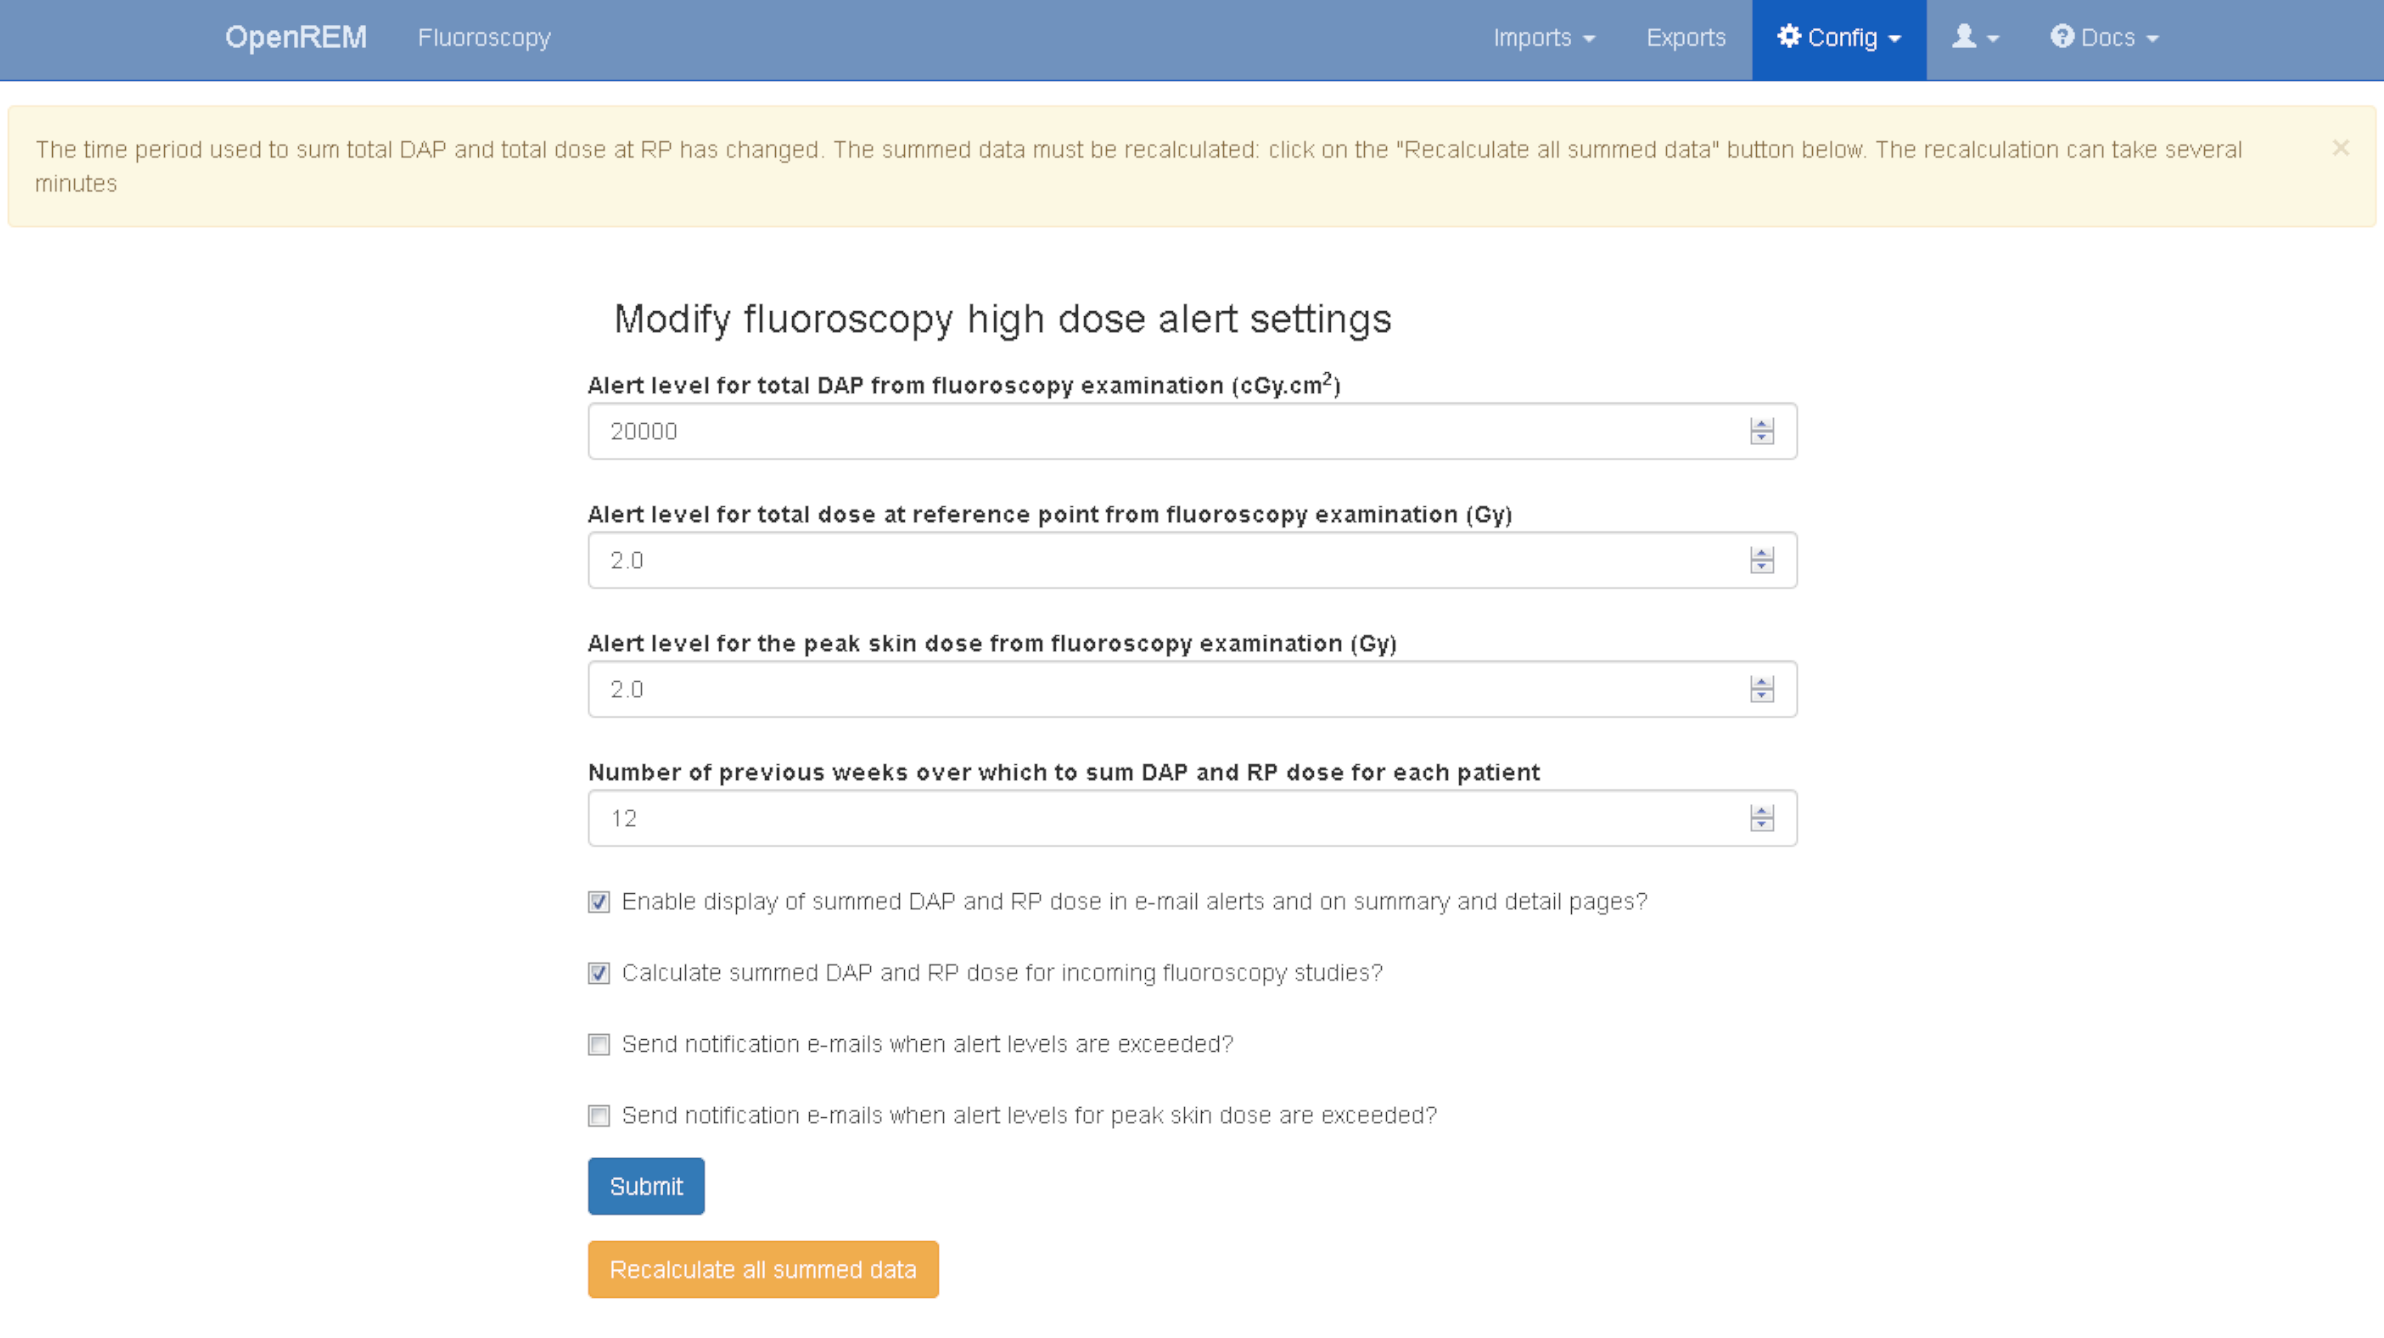 OpenREM Fluoroscopy Imports Exports Config Docs
The time period used to sum total DAP and total dose at RP has changed. The summed data must be recalculated: click on the "Recalculate all summed data" button below. The recalculation can take several
minutes
×
Modify fluoroscopy high dose alert settings
Alert level for total DAP from fluoroscopy examination (cGy.cm²)
20000
Alert level for total dose at reference point from fluoroscopy examination (Gy)
2.0
Alert level for the peak skin dose from fluoroscopy examination (Gy)
2.0
Number of previous weeks over which to sum DAP and RP dose for each patient
12
Enable display of summed DAP and RP dose in e-mail alerts and on summary and detail pages?
Calculate summed DAP and RP dose for incoming fluoroscopy studies?
Send notification e-mails when alert levels are exceeded?
Send notification e-mails when alert levels for peak skin dose are exceeded?
Submit
Recalculate all summed data